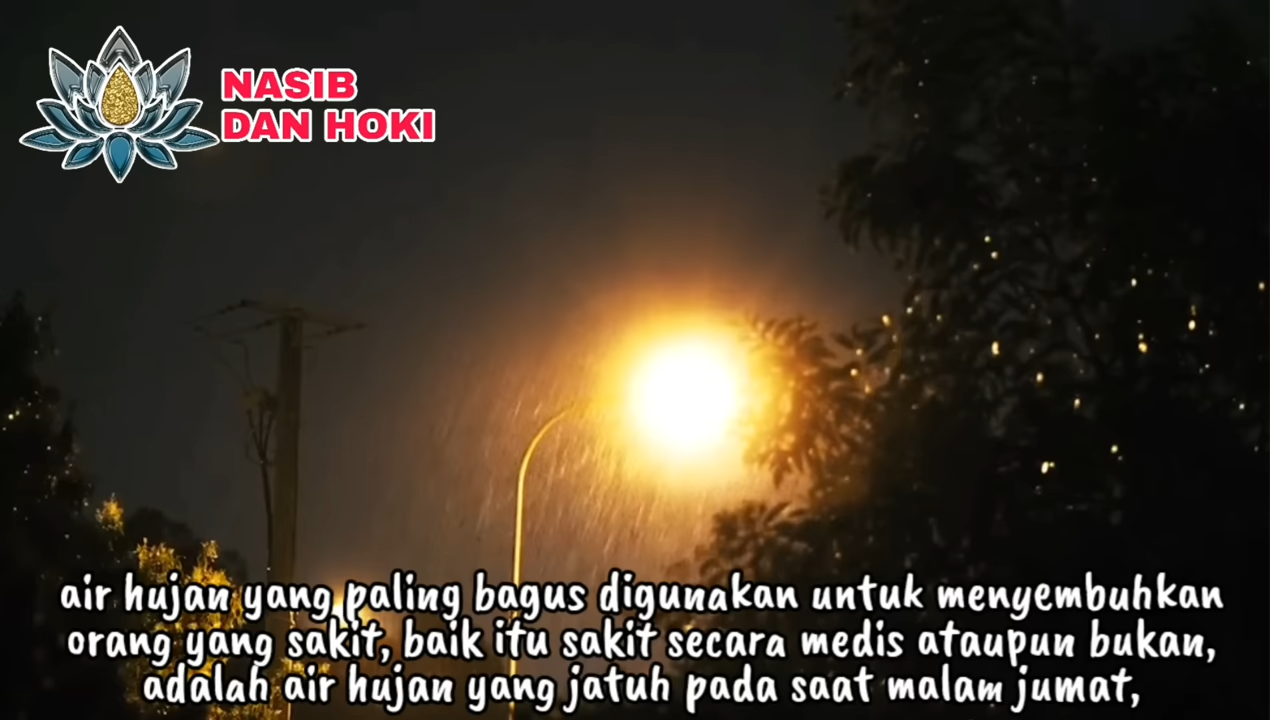 NASIB
DAN HOKI
air hujan yang paling bagus digunakan untuk menyembuhkan
orang yang sakit, baik itu sakit secara medis ataupun bukan,
adalah air hujan yang jatuh pada saat malam jumat,